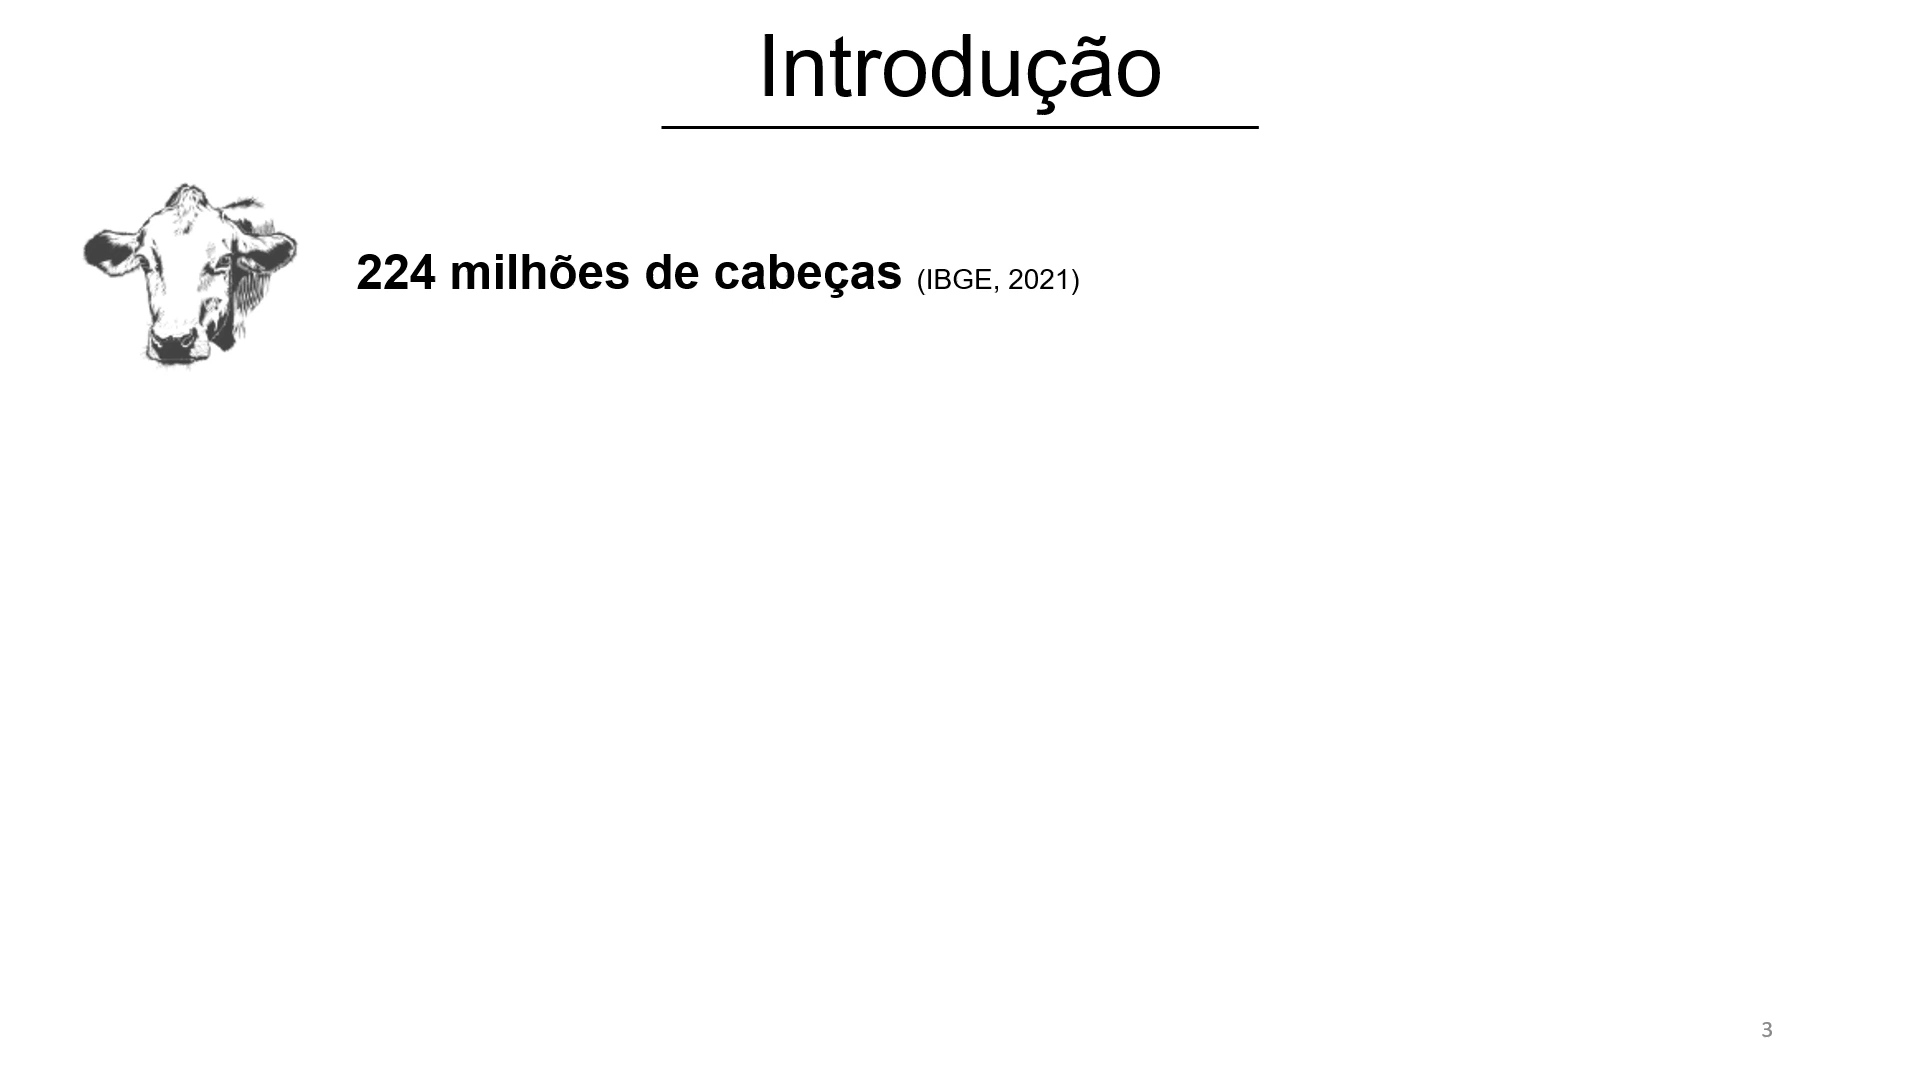 Introdução
224 milhões de cabeças (IBGE, 2021)
3